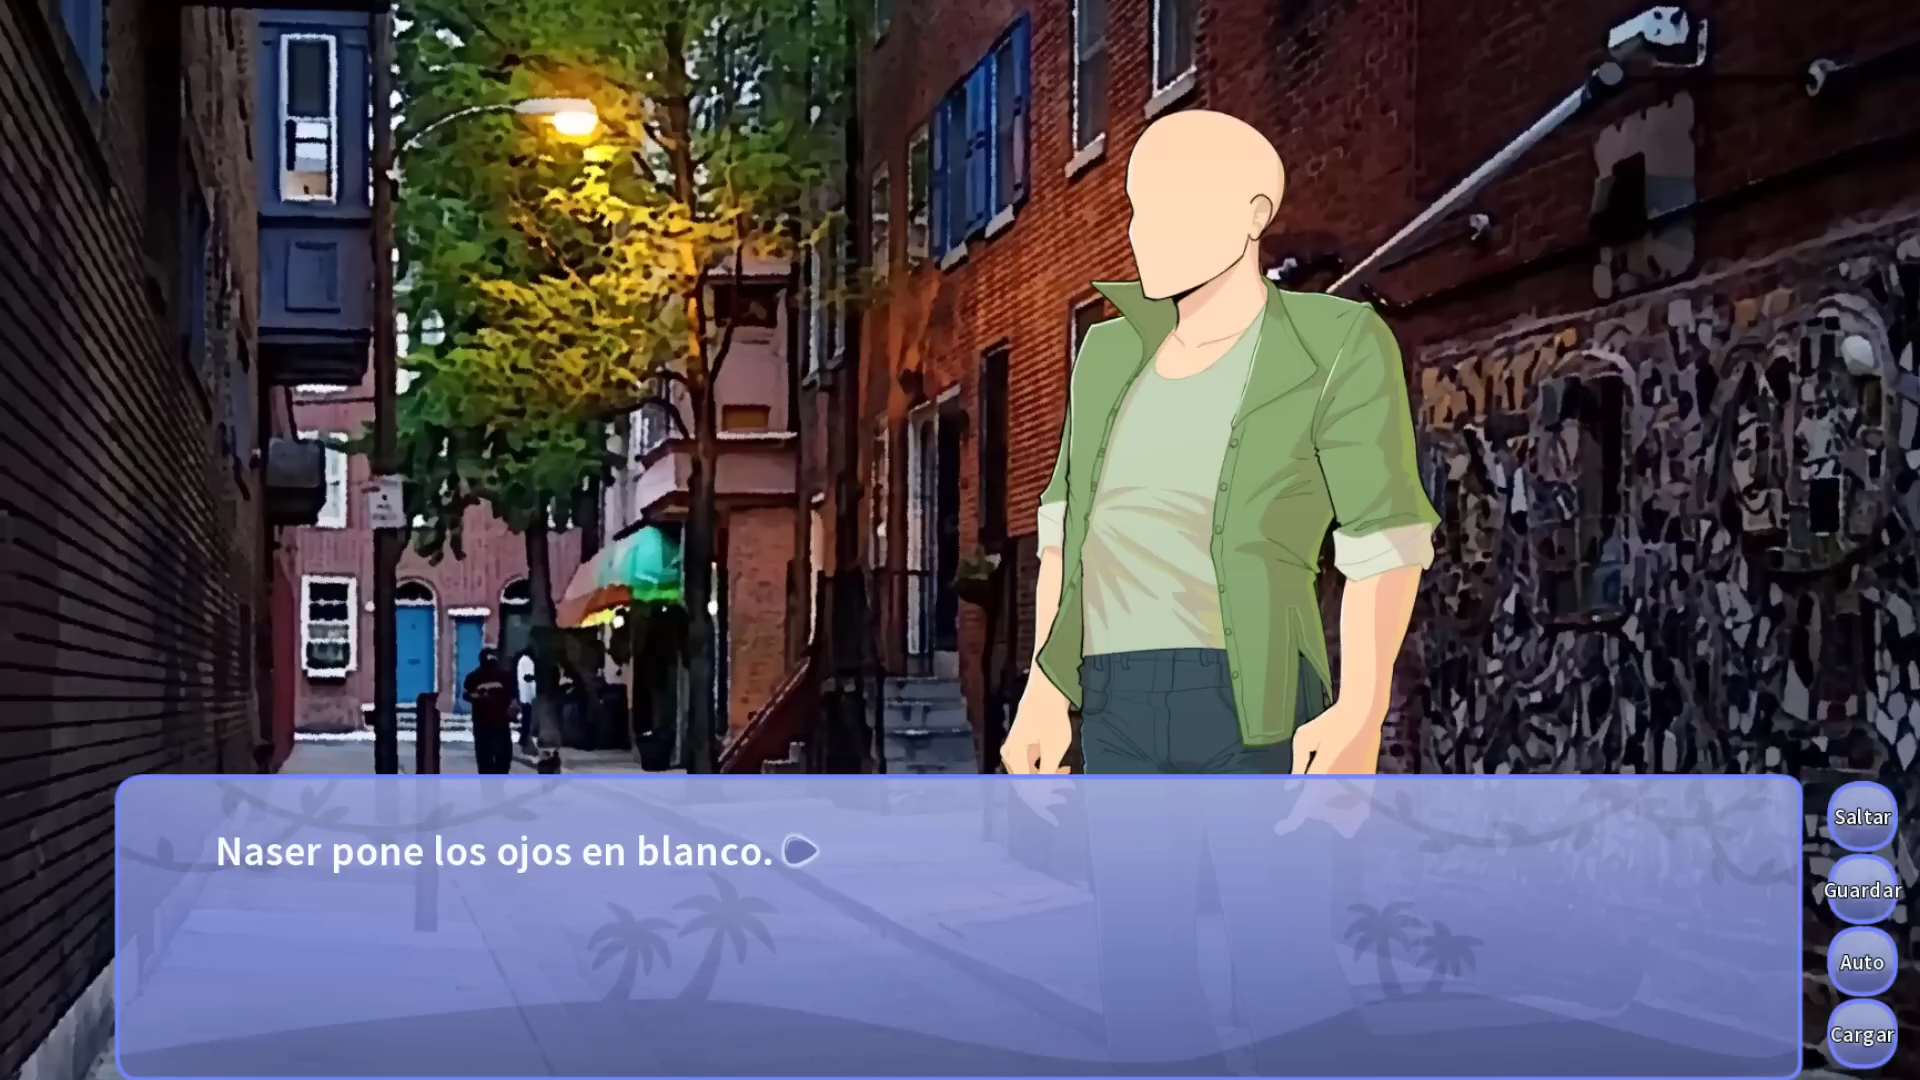 Naser pone los ojos en blanco.
Saltar
Guardar
Auto
Cargar